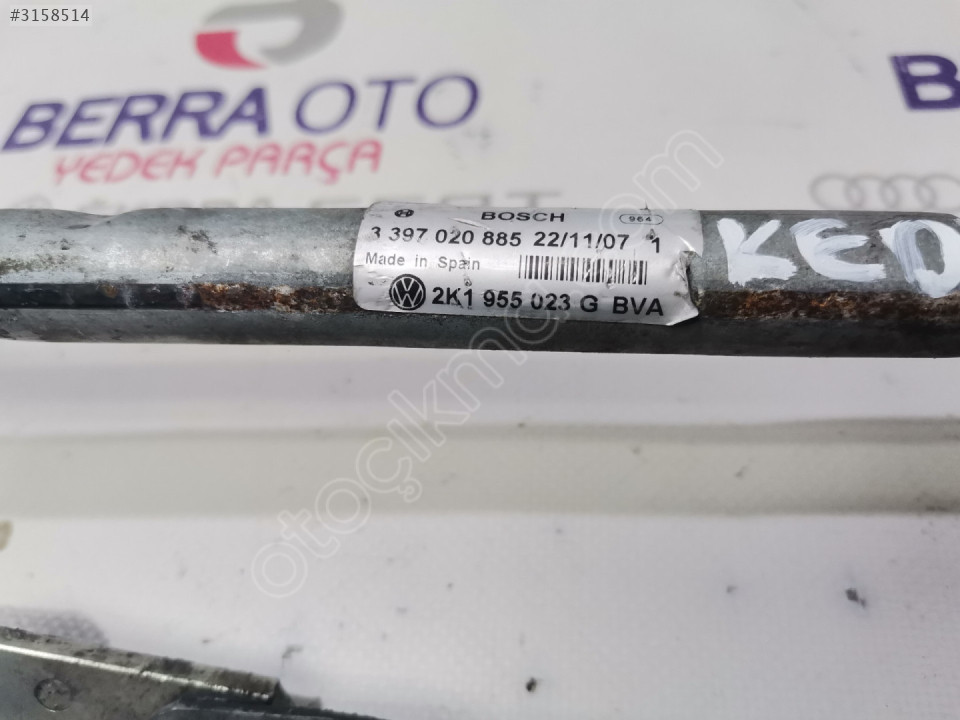 #3158514
BERRA OTO
YEDEK PARÇA
B
BOSCH 964
3 397 020 885 22/11/07 1
Made in Spain
2K1 955 023 G BVA
KED
otoçıkmam.com